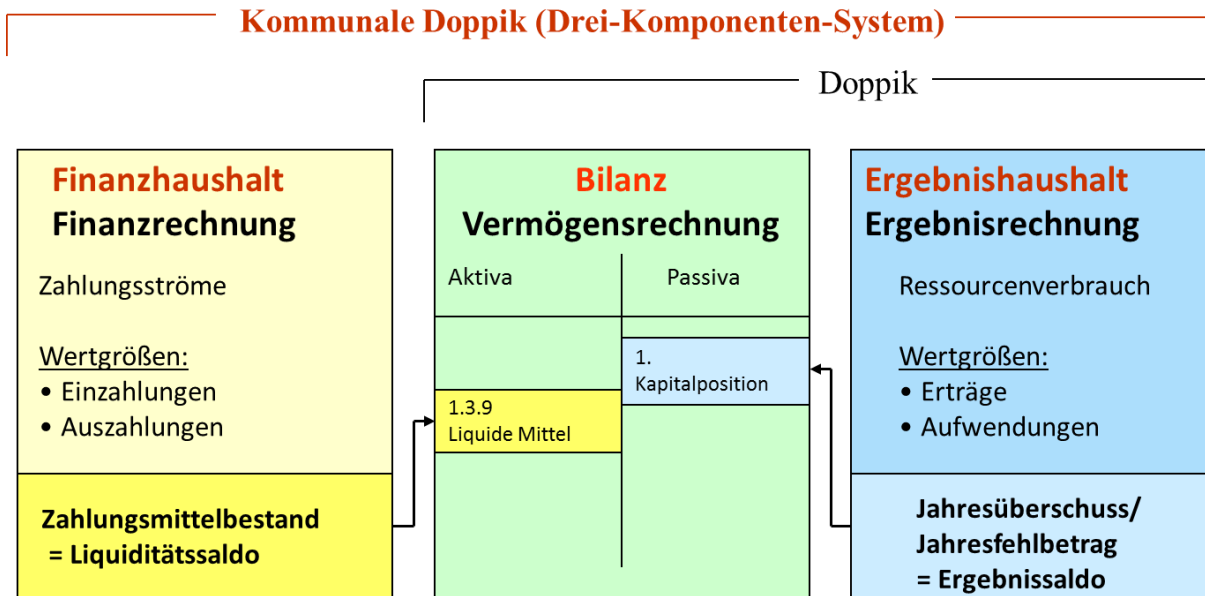 Kommunale Doppik (Drei-Komponenten-System)
Doppik
Finanzhaushalt
Finanzrechnung
Zahlungsströme
Wertgrößen:
• Einzahlungen
• Auszahlungen
Zahlungsmittelbestand
= Liquiditätssaldo
Bilanz
Vermögensrechnung
Aktiva
Passiva
1.
Kapitalposition
1.3.9
Liquide Mittel
Ergebnishaushalt
Ergebnisrechnung
Ressourcenverbrauch
Wertgrößen:
• Erträge
• Aufwendungen
Jahresüberschuss/
Jahresfehlbetrag
= Ergebnissaldo